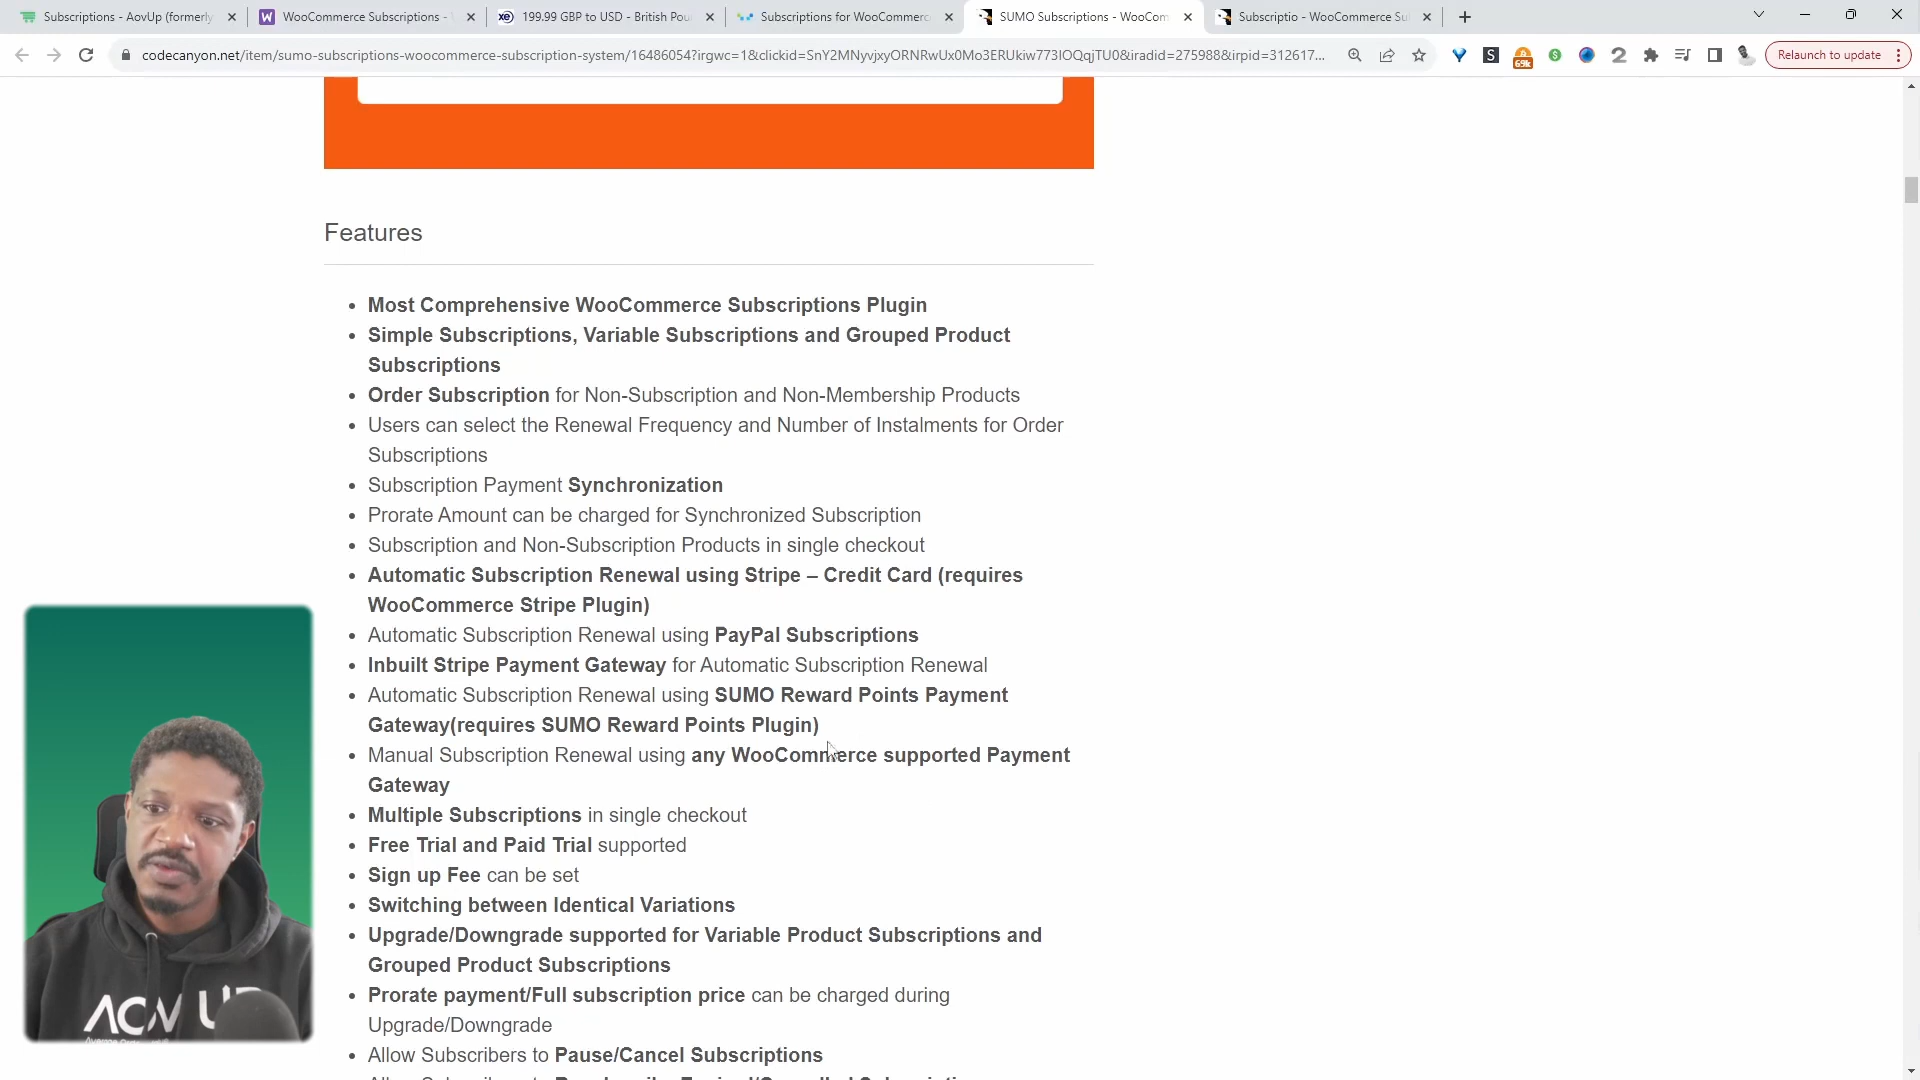 Subscriptions - AovUp (formerly
WooCommerce Subscriptions -
199.99 GBP to USD - British Pou
Subscriptions for WooCommerc
SUMO Subscriptions - WooCom
Subscriptio - WooCommerce Su
codecanyon.net/item/sumo-subscriptions-woocommerce-subscription-system/16486054?irgwc=1&clickid=SnY2MNyvjxyORNRwUx0Mo3ERUkiw773IOQqjTU0&iradid=275988&irpid=312617...
69k
Relaunch to update
Features
Most Comprehensive WooCommerce Subscriptions Plugin
Simple Subscriptions, Variable Subscriptions and Grouped Product
Subscriptions
Order Subscription for Non-Subscription and Non-Membership Products
Users can select the Renewal Frequency and Number of Instalments for Order
Subscriptions
Subscription Payment Synchronization
Prorate Amount can be charged for Synchronized Subscription
Subscription and Non-Subscription Products in single checkout
Automatic Subscription Renewal using Stripe – Credit Card (requires
WooCommerce Stripe Plugin)
Automatic Subscription Renewal using PayPal Subscriptions
Inbuilt Stripe Payment Gateway for Automatic Subscription Renewal
Automatic Subscription Renewal using SUMO Reward Points Payment
Gateway(requires SUMO Reward Points Plugin)
Manual Subscription Renewal using any WooCommerce supported Payment
Gateway
Multiple Subscriptions in single checkout
Free Trial and Paid Trial supported
Sign up Fee can be set
Switching between Identical Variations
Upgrade/Downgrade supported for Variable Product Subscriptions and
Grouped Product Subscriptions
Prorate payment/Full subscription price can be charged during
Upgrade/Downgrade
Allow Subscribers to Pause/Cancel Subscriptions